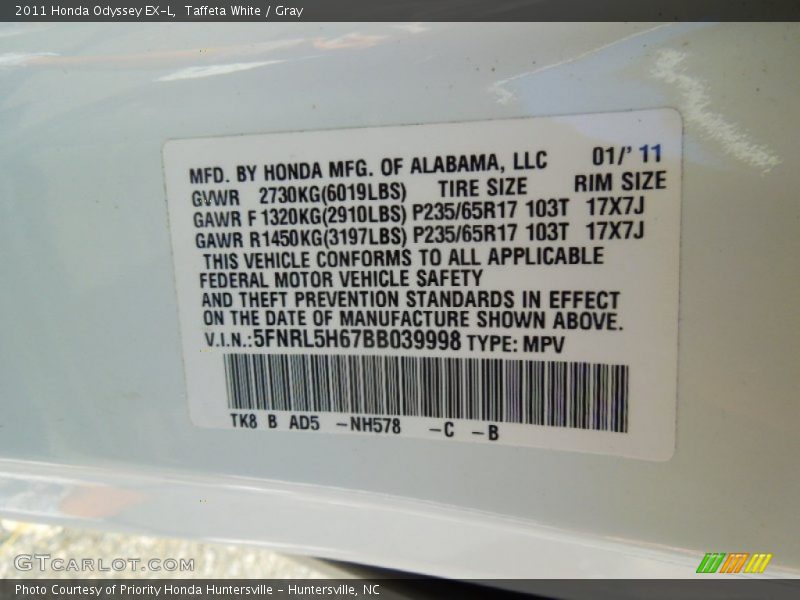 2011 Honda Odyssey EX-L, Taffeta White / Gray
MFD. BY HONDA MFG. OF ALABAMA, LLC 01/' 11
GVWR 2730KG(6019LBS) TIRE SIZE RIM SIZE
GAWR F 1320KG(2910LBS) P235/65R17 103T 17X7J
GAWR R1450KG(3197LBS) P235/65R17 103T 17X7J
THIS VEHICLE CONFORMS TO ALL APPLICABLE
FEDERAL MOTOR VEHICLE SAFETY
AND THEFT PREVENTION STANDARDS IN EFFECT
ON THE DATE OF MANUFACTURE SHOWN ABOVE.
V.I.N.:5FNRL5H67BB039998 TYPE: MPV
TK8 B AD5 -NH578 -C -B
GTCARLOT.COM
Photo Courtesy of Priority Honda Huntersville - Huntersville, NC